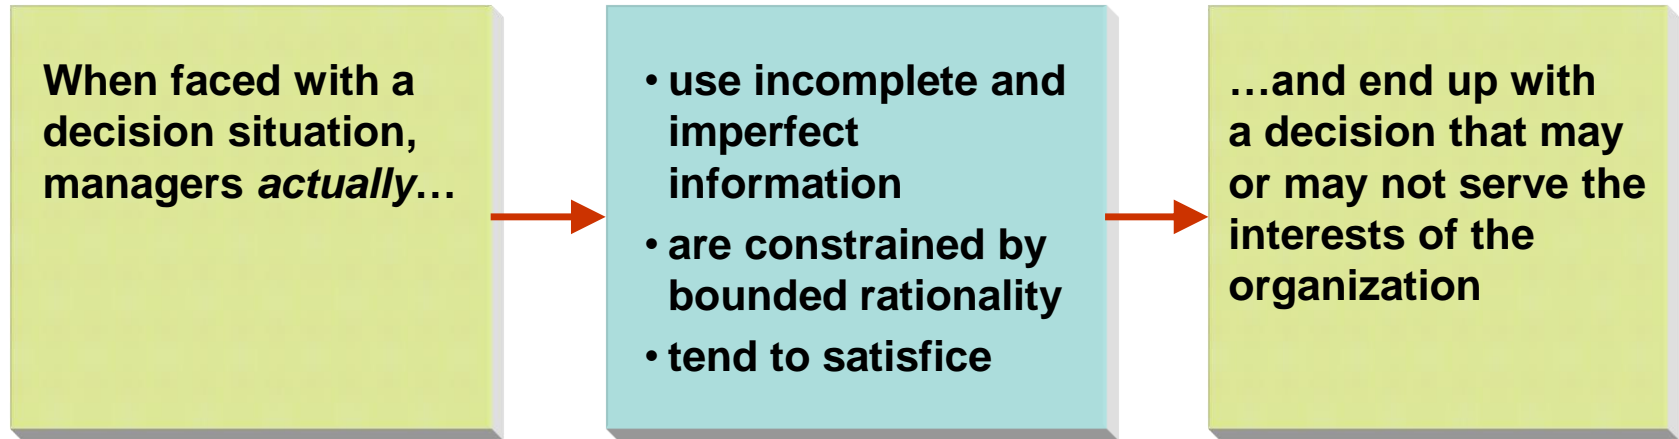 When faced with a
decision situation,
managers actually…
• use incomplete and
imperfect
information
• are constrained by
bounded rationality
• tend to satisfice
…and end up with
a decision that may
or may not serve the
interests of the
organization